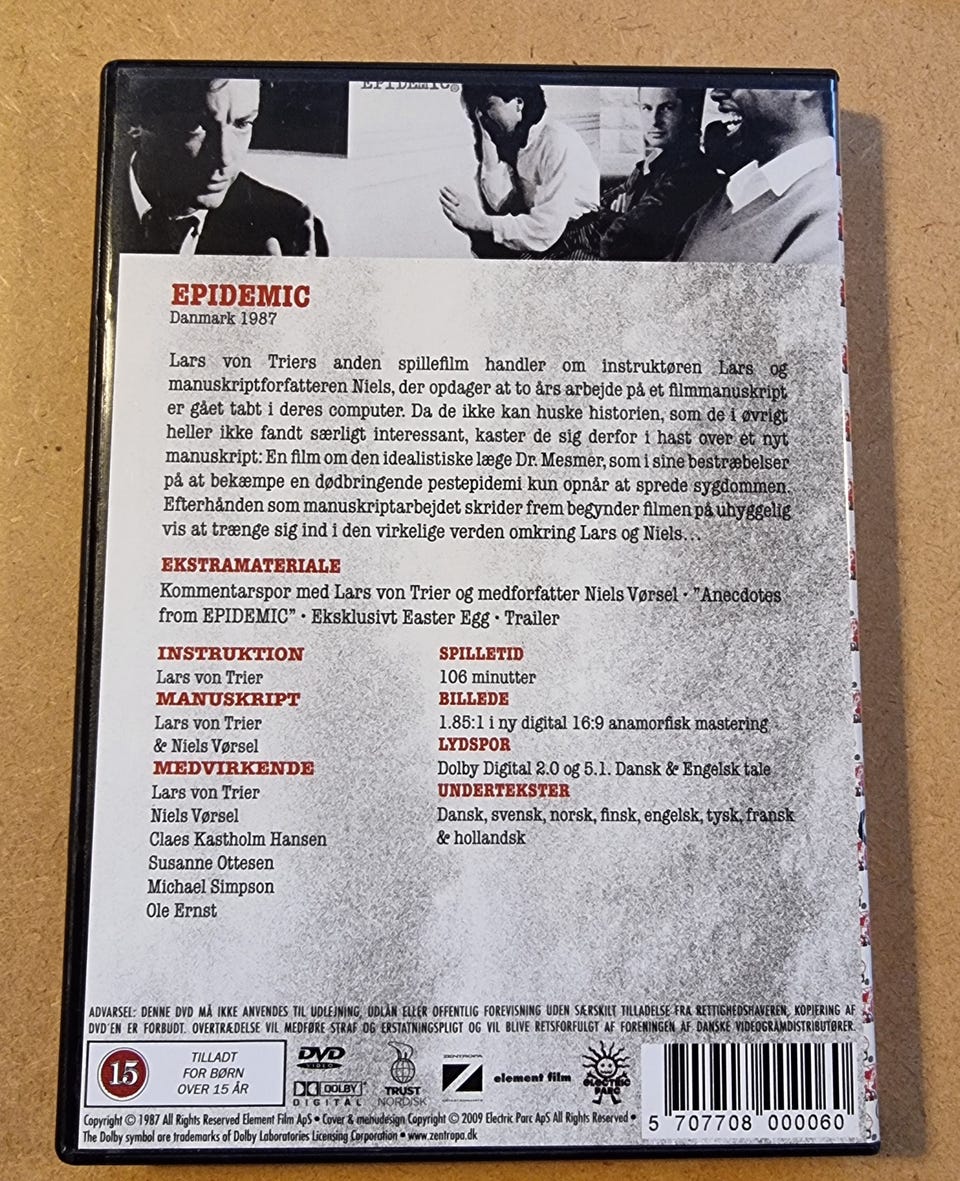 EPIDEMIC
EPIDEMIC
Danmark 1987
Lars von Triers anden spillefilm handler om instruktøren Lars og
manuskriptforfatteren Niels, der opdager at to års arbejde på et filmmanuskript
er gået tabt i deres computer. Da de ikke kan huske historien, som de i øvrigt
heller ikke fandt særligt interessant, kaster de sig derfor i hast over et nyt
manuskript: En film om den idealistiske læge Dr. Mesmer, som i sine bestræbelser
på at bekæmpe en dødbringende pestepidemi kun opnår at sprede sygdommen.
Efterhånden som manuskriptarbejdet skrider frem begynder filmen på uhyggelig
vis at trænge sig ind i den virkelige verden omkring Lars og Niels...
EKSTRAMATERIALE
Kommentarspor med Lars von Trier og medforfatter Niels Vørsel · "Anecdotes
from EPIDEMIC" · Eksklusivt Easter Egg · Trailer
INSTRUKTION
Lars von Trier
MANUSKRIPT
Lars von Trier
& Niels Vørsel
MEDVIRKENDE
Lars von Trier
Niels Vørsel
Claes Kastholm Hansen
Susanne Ottesen
Michael Simpson
Ole Ernst
SPILLETID
106 minutter
BILLEDE
1.85:1 i ny digital 16:9 anamorfisk mastering
LYDSPOR
Dolby Digital 2.0 og 5.1. Dansk & Engelsk tale
UNDERTEKSTER
Dansk, svensk, norsk, finsk, engelsk, tysk, fransk
& hollandsk
ADVARSEL: DENNE DVD MÅ IKKE ANVENDES TIL UDLEJNING, UDLÅN ELLER OFFENTLIG FOREVISNING UDEN SÆRSKILT TILLADELSE FRA RETTIGHEDSHAVEREN, KOPIERING AF
DVD'EN ER FORBUDT. OVERTRÆDELSE VIL MEDFØRE STRAF OG ERSTATNINGSPLIGT OG VIL BLIVE RETSFORFULGT AF FORENINGEN AF DANSKE VIDEOGRAMDISTRIBUTØRER.
15
TILLADT
FOR BØRN
OVER 15 ÅR
DVD
VIDEO
DOLBY
DIGITAL
TRUST
NORDISK
ZENTROPA
element film
ELECTRIC
PARC
5 707708 000060
Copyright © 1987 All Rights Reserved Element Film ApS • Cover & menudesign Copyright © 2009 Electric Parc ApS All Rights Reserved •
The Dolby symbol are trademarks of Dolby Laboratories Licensing Corporation • www.zentropa.dk